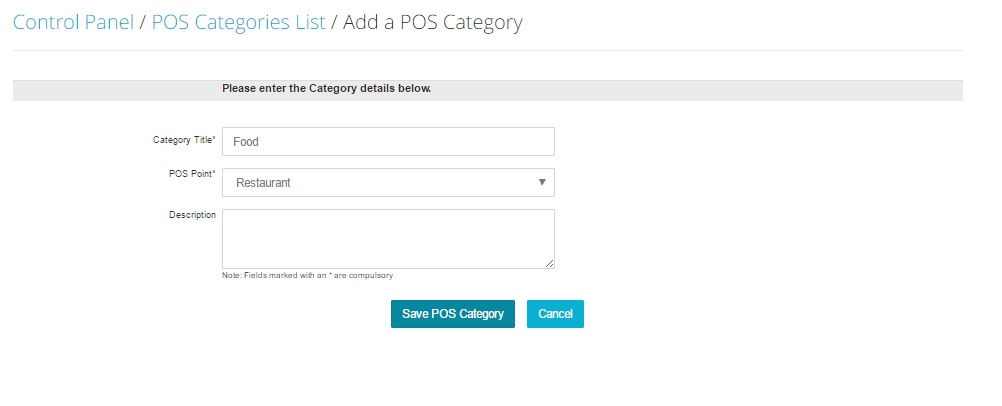 Control Panel / POS Categories List / Add a POS Category
Please enter the Category details below.
Category Title* Food
POS Point* Restaurant
Description
Note: Fields marked with an * are compulsory
Save POS Category Cancel